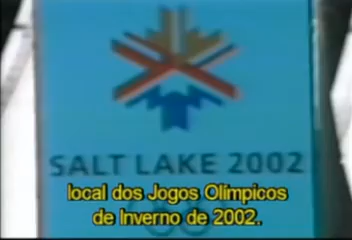 SALT LAKE 2002
local dos Jogos Olímpicos
de Inverno de 2002.